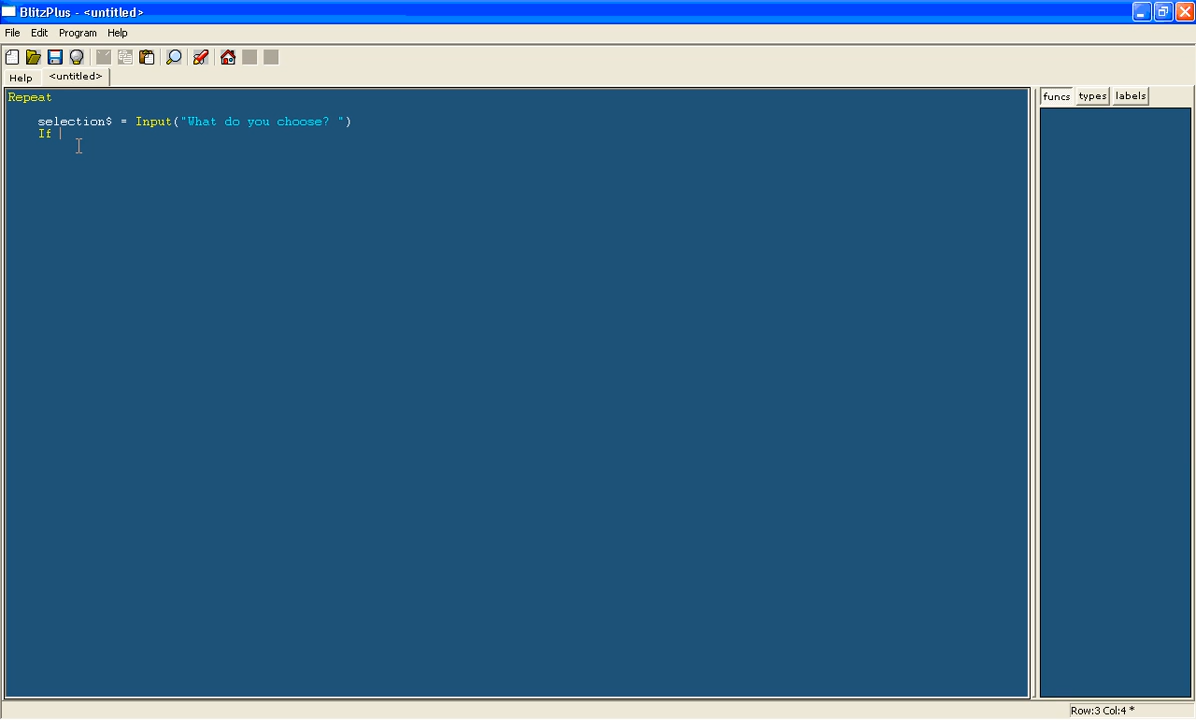 BlitzPlus - <untitled>
File Edit Program Help
Help <untitled>
Repeat
funcs types labels
selection$ = Input("What do you choose? ")
If
Row:3 Col:4 *